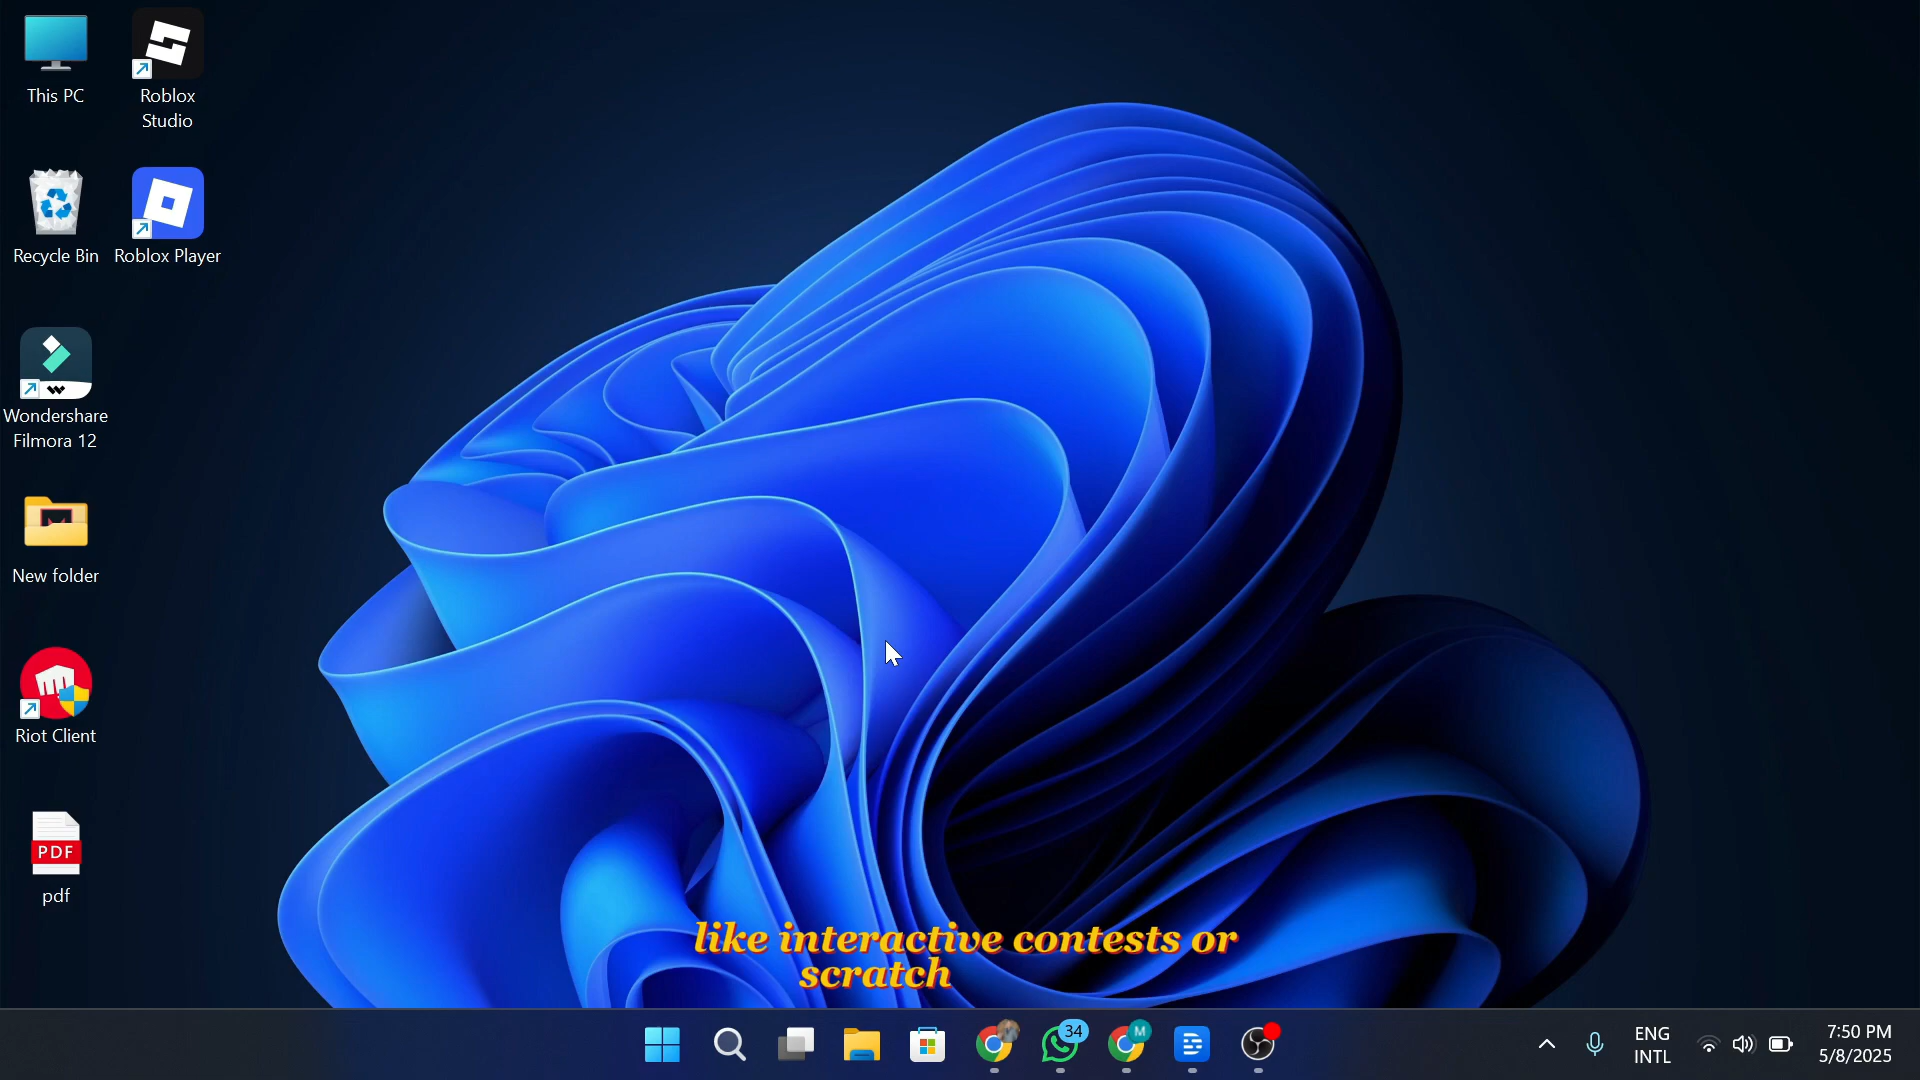 This PC
Roblox
Studio
Recycle Bin
Roblox Player
Wondershare
Filmora 12
New folder
Riot Client
PDF
pdf
like interactive contests or
scratch
34
M
ENG
INTL
7:50 PM
5/8/2025